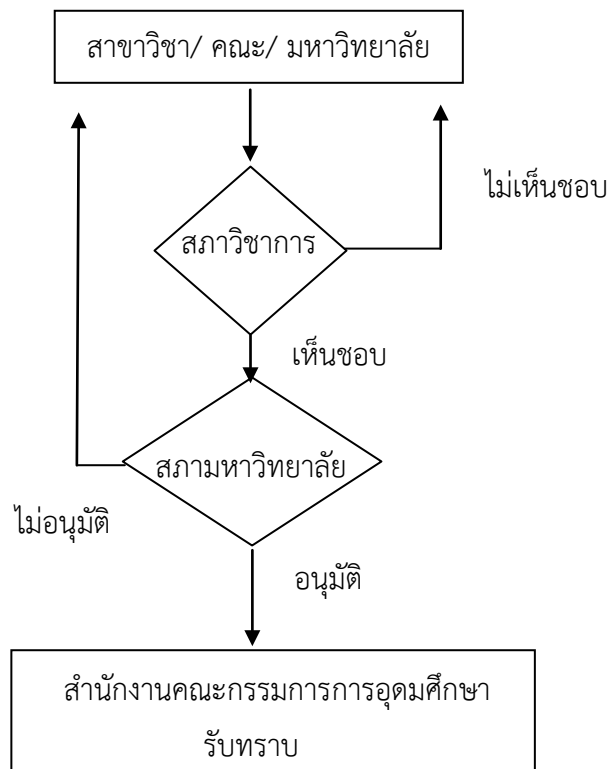 สาขาวิชา/ คณะ/ มหาวิทยาลัย
ไม่เห็นชอบ
สภาวิชาการ
เห็นชอบ
สภามหาวิทยาลัย
ไม่อนุมัติ
อนุมัติ
สำนักงานคณะกรรมการการอุดมศึกษา
รับทราบ